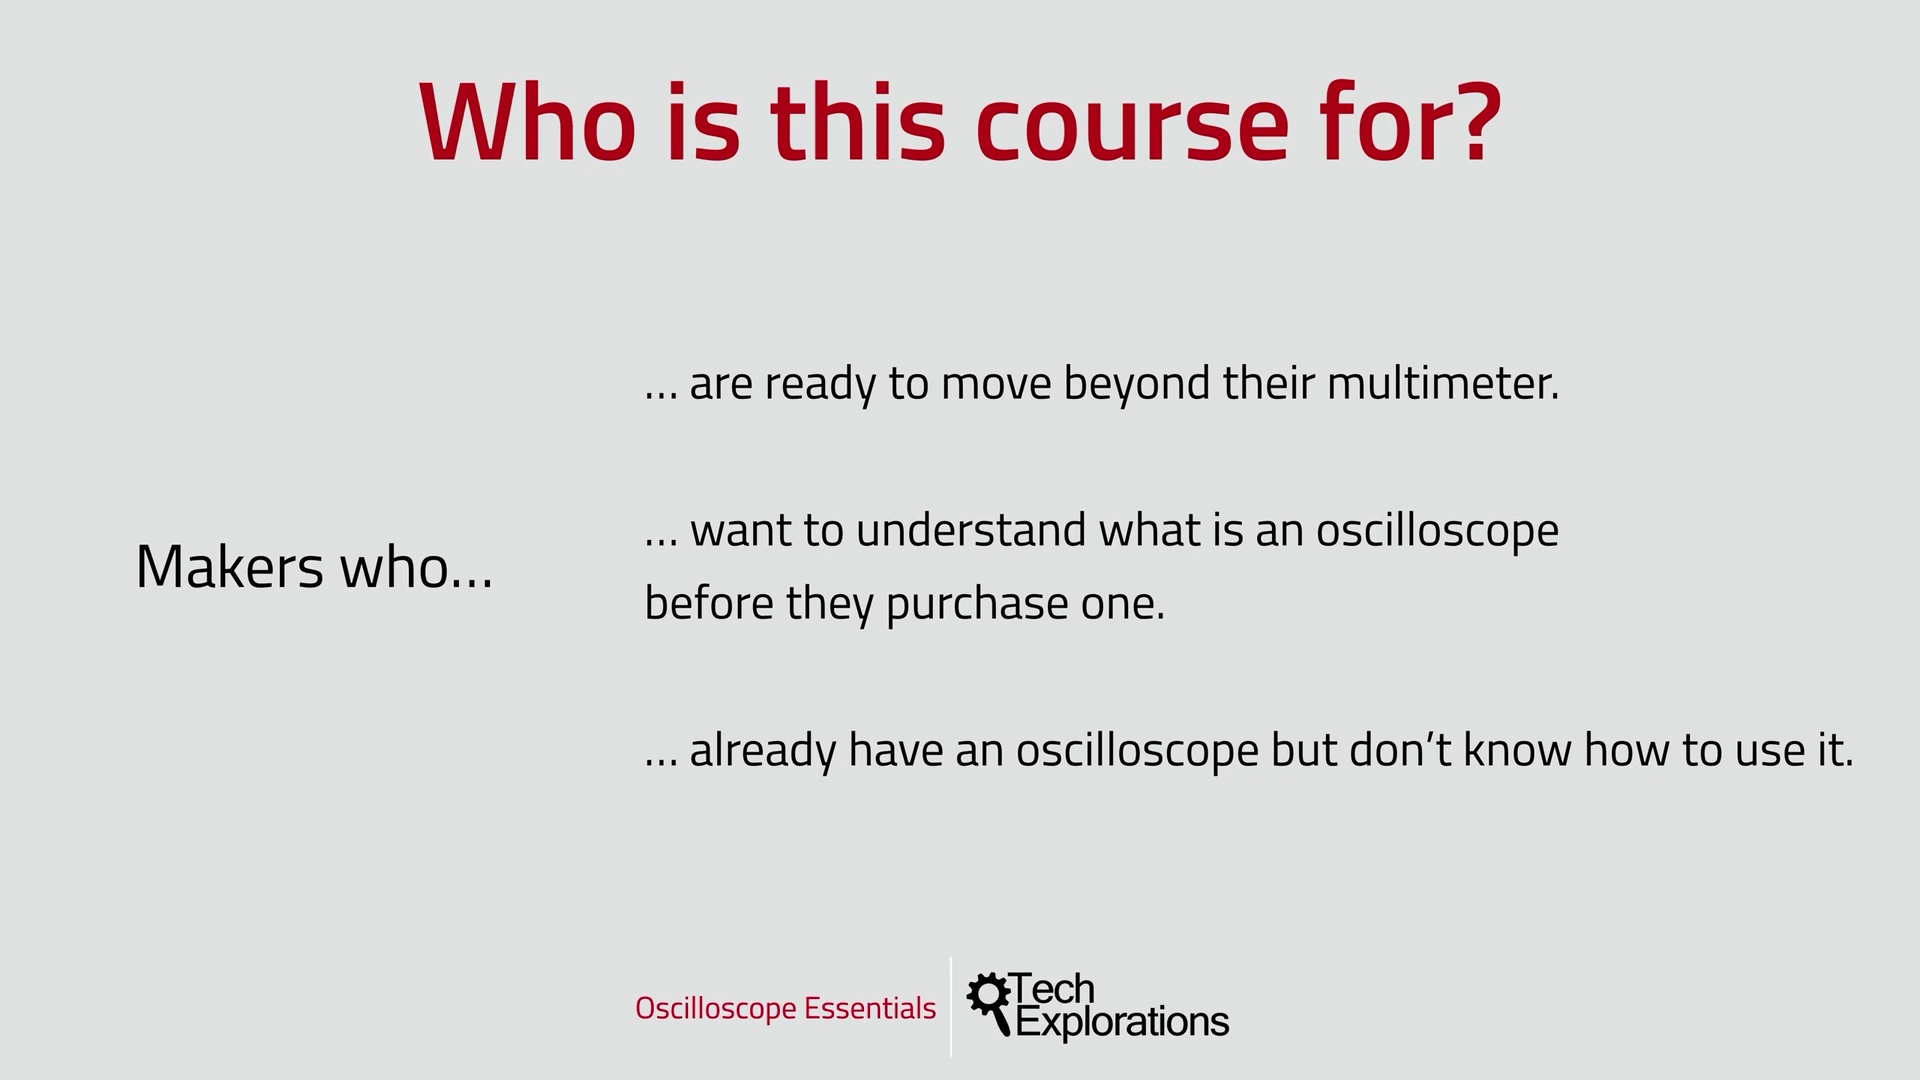 Who is this course for?
... are ready to move beyond their multimeter.
Makers who...
... want to understand what is an oscilloscope
before they purchase one.
... already have an oscilloscope but don’t know how to use it.
Oscilloscope Essentials
Tech
Explorations